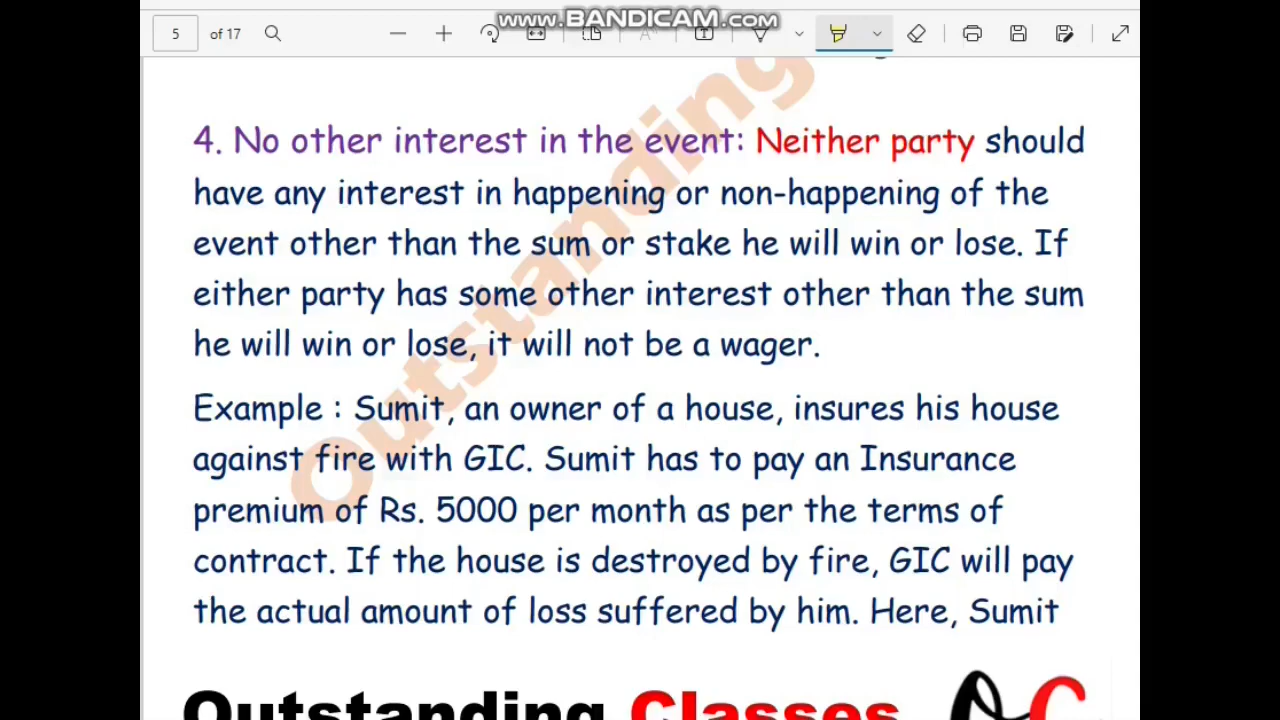 www.BANDICAM.com
5 of 17
4. No other interest in the event: Neither party should
have any interest in happening or non-happening of the
event other than the sum or stake he will win or lose. If
either party has some other interest other than the sum
he will win or lose, it will not be a wager.
Example : Sumit, an owner of a house, insures his house
against fire with GIC. Sumit has to pay an Insurance
premium of Rs. 5000 per month as per the terms of
contract. If the house is destroyed by fire, GIC will pay
the actual amount of loss suffered by him. Here, Sumit
Outstanding
Outstanding Classes OC